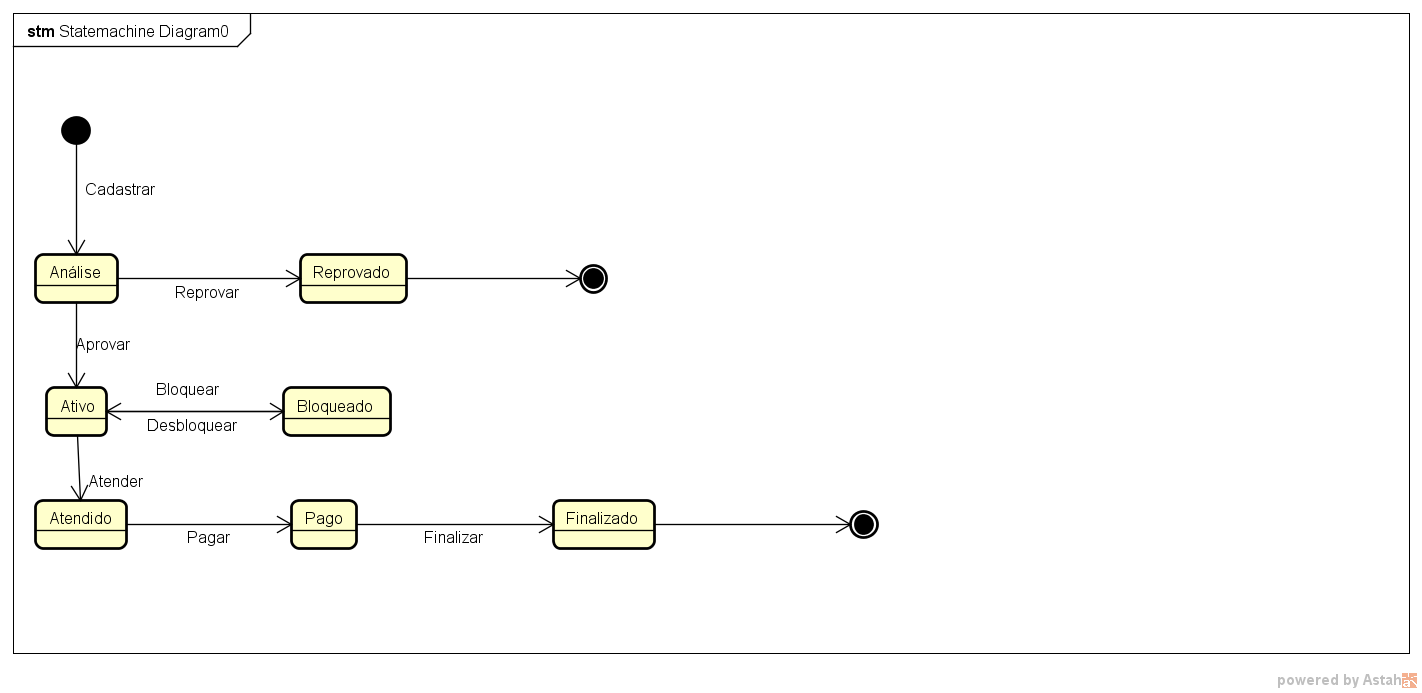 stm Statemachine Diagram0
Cadastrar
Análise
Reprovar
Reprovado
Aprovar
Ativo
Bloquear
Desbloquear
Bloqueado
Atender
Atendido
Pagar
Pago
Finalizar
Finalizado
powered by Astah